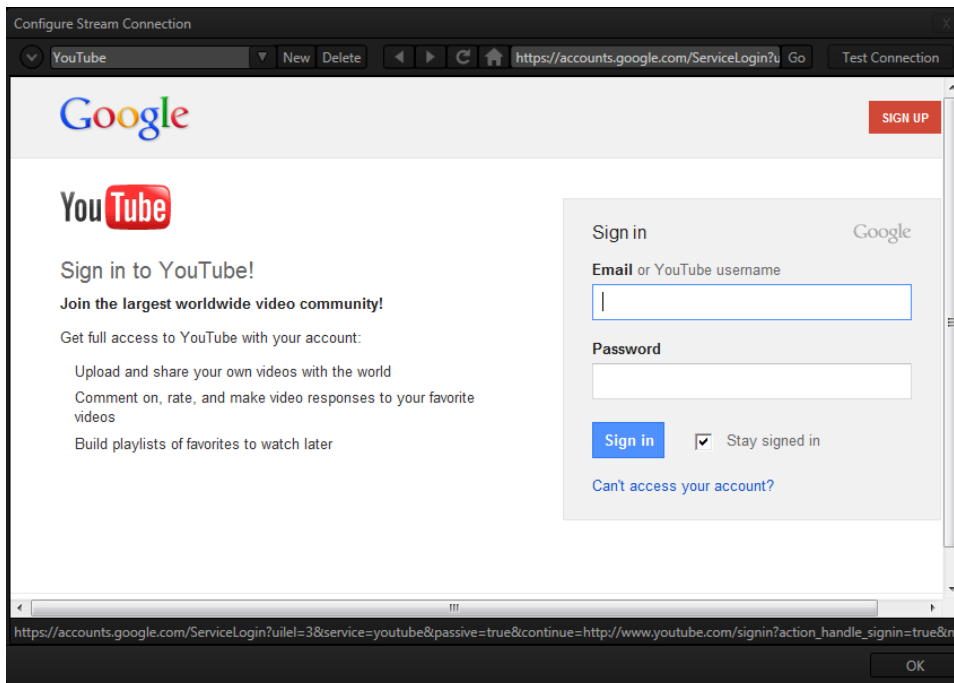 Configure Stream Connection
X
YouTube New Delete https://accounts.google.com/ServiceLogin?u Go Test Connection
Google
SIGN UP
YouTube
Sign in Google
Sign in to YouTube!
Email or YouTube username
Join the largest worldwide video community!
Get full access to YouTube with your account:
Password
Upload and share your own videos with the world
Comment on, rate, and make video responses to your favorite
videos
Build playlists of favorites to watch later
Sign in Stay signed in
Can't access your account?
https://accounts.google.com/ServiceLogin?uilel=3&service=youtube&passive=true&continue=http://www.youtube.com/signin?action_handle_signin=true&n
OK